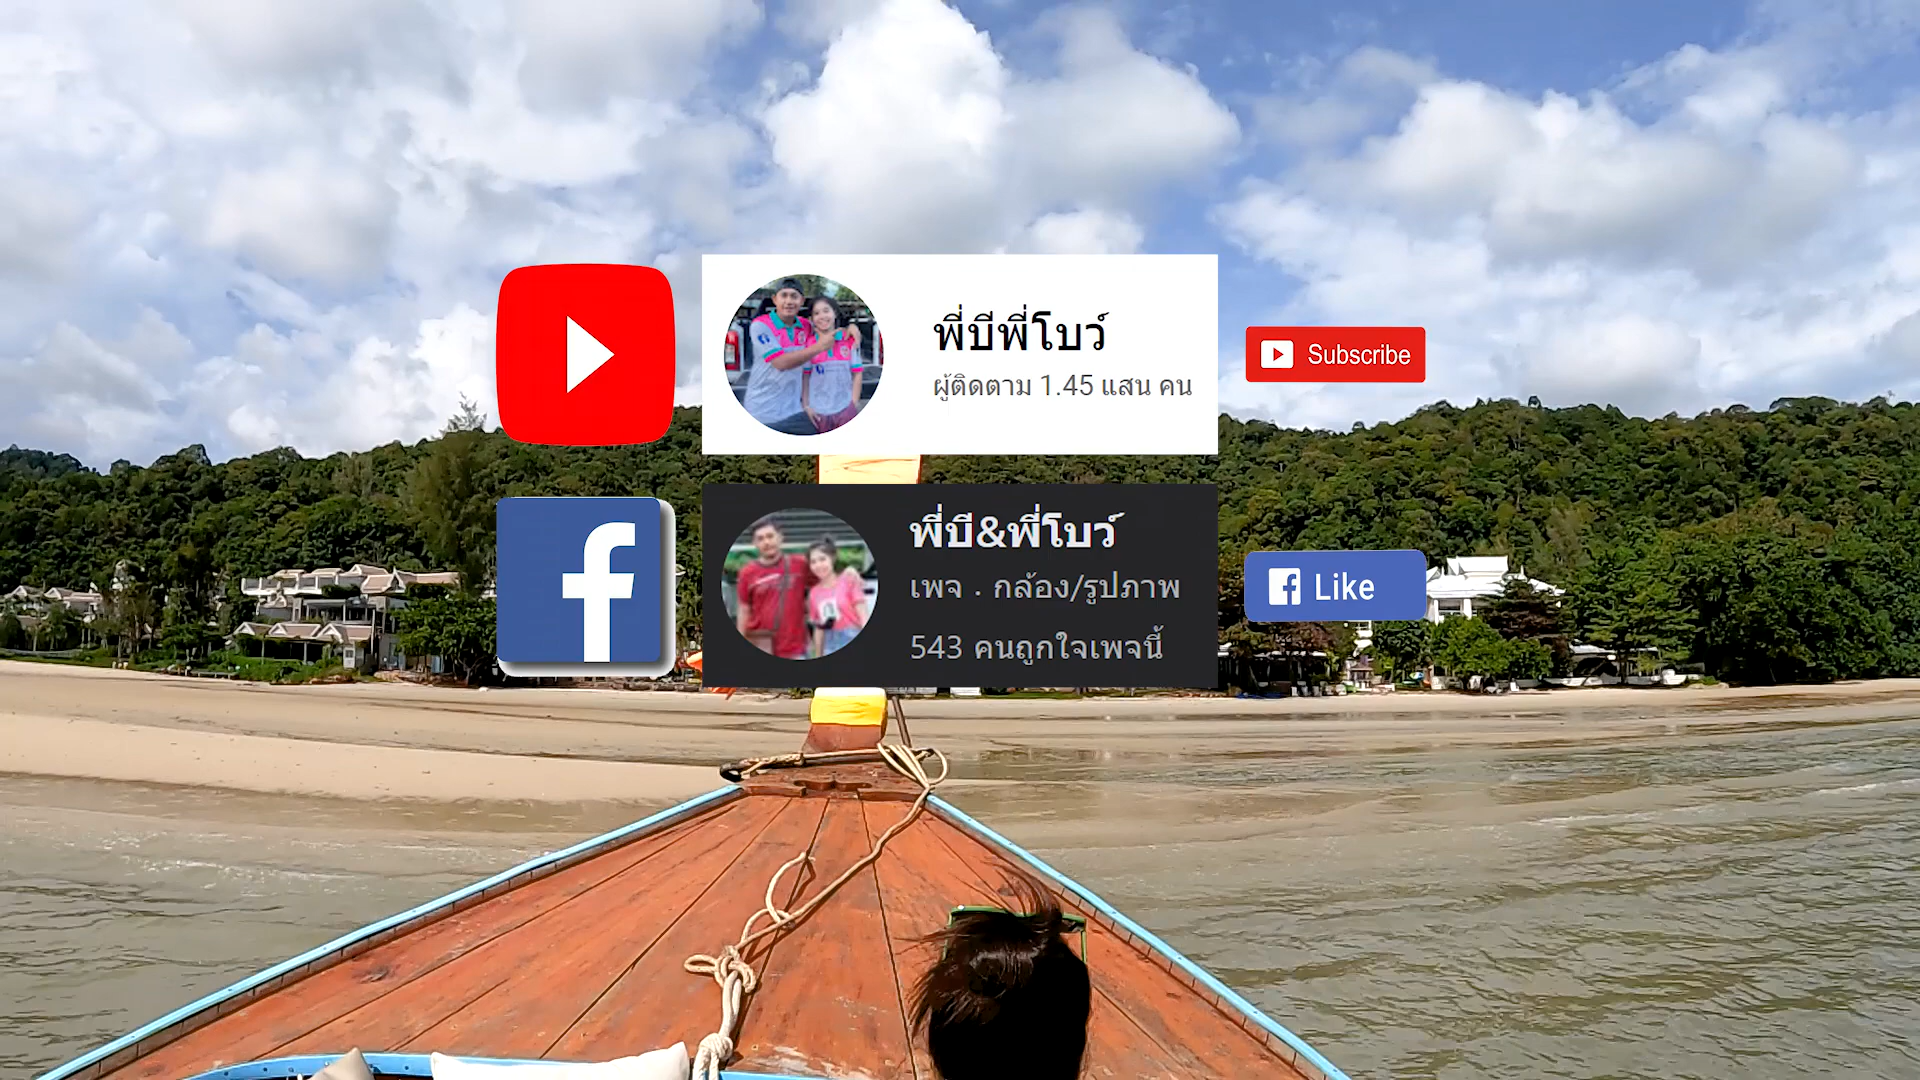 พี่บีพี่โบว์
ผู้ติดตาม 1.45 แสน คน
Subscribe
พี่บี&พี่โบว์
เพจ · กล้อง/รูปภาพ
543 คนถูกใจเพจนี้
Like